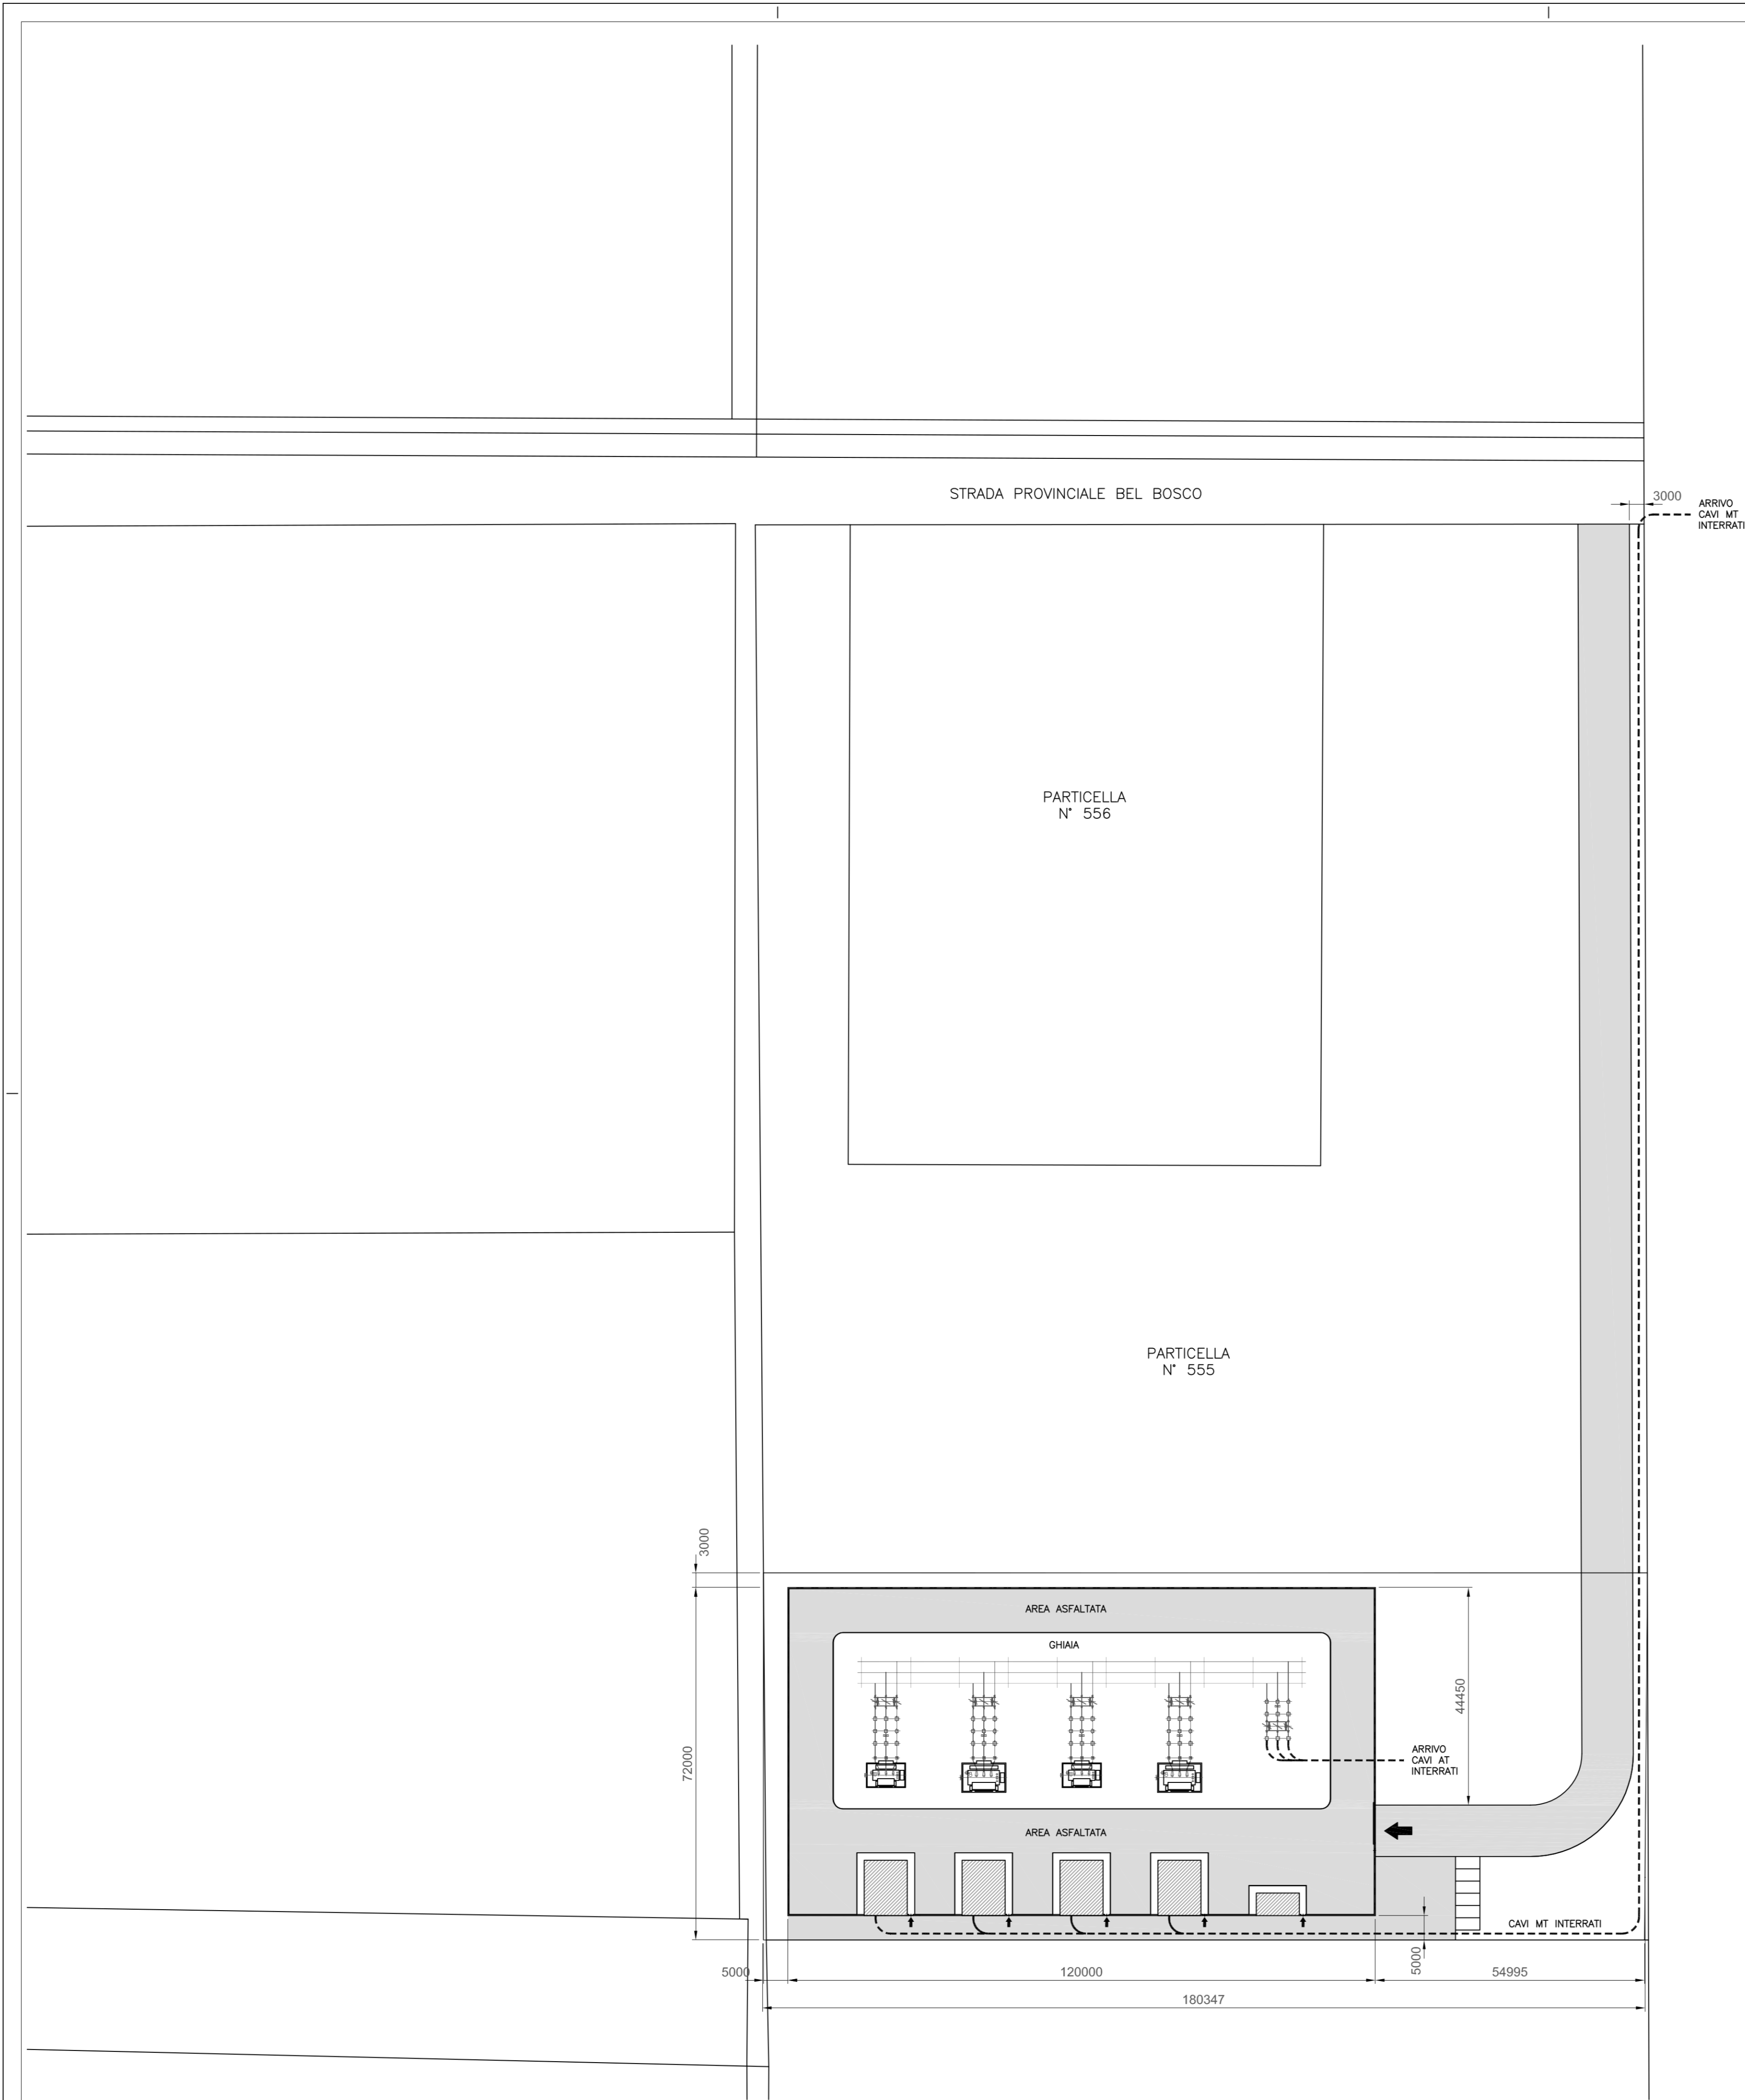 STRADA PROVINCIALE BEL BOSCO
3000
ARRIVO
CAVI MT
INTERRATI
PARTICELLA
N° 556
PARTICELLA
N° 555
3000
AREA ASFALTATA
GHIAIA
44450
72000
ARRIVO
CAVI AT
INTERRATI
AREA ASFALTATA
CAVI MT INTERRATI
5000
120000
5000
54995
180347